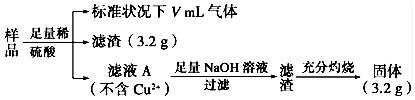 标准状况下 V mL 气体
样品 足量稀硫酸 滤渣 (3.2 g)
滤液 A (不含 Cu²⁺) 足量 NaOH 溶液 过滤 滤渣 充分灼烧 固体 (3.2 g)